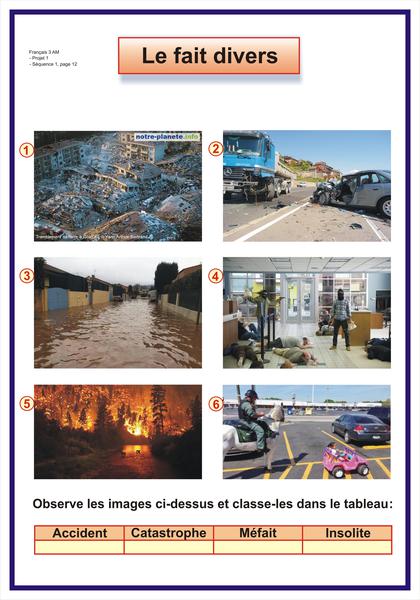 Français 3 AM
- Projet 1
- Séquence 1, page 12
Le fait divers
notre-planete.info
1
2
3
4
5
6
Observe les images ci-dessus et classe-les dans le tableau:
Accident Catastrophe Méfait Insolite